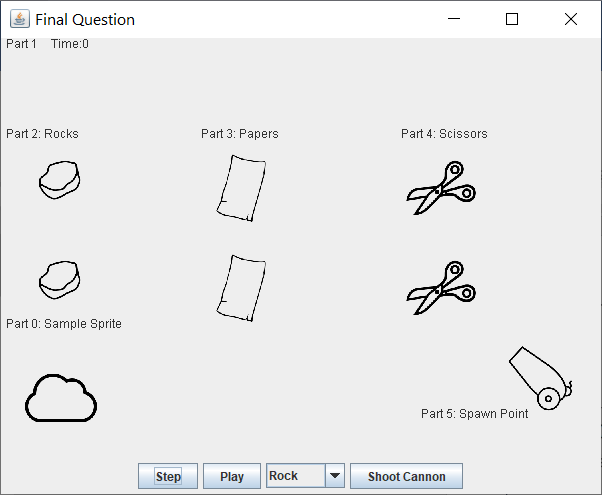 Final Question
Part 1 Time:0
Part 2: Rocks Part 3: Papers Part 4: Scissors
Part 0: Sample Sprite
Part 5: Spawn Point
Step Play Rock Shoot Cannon